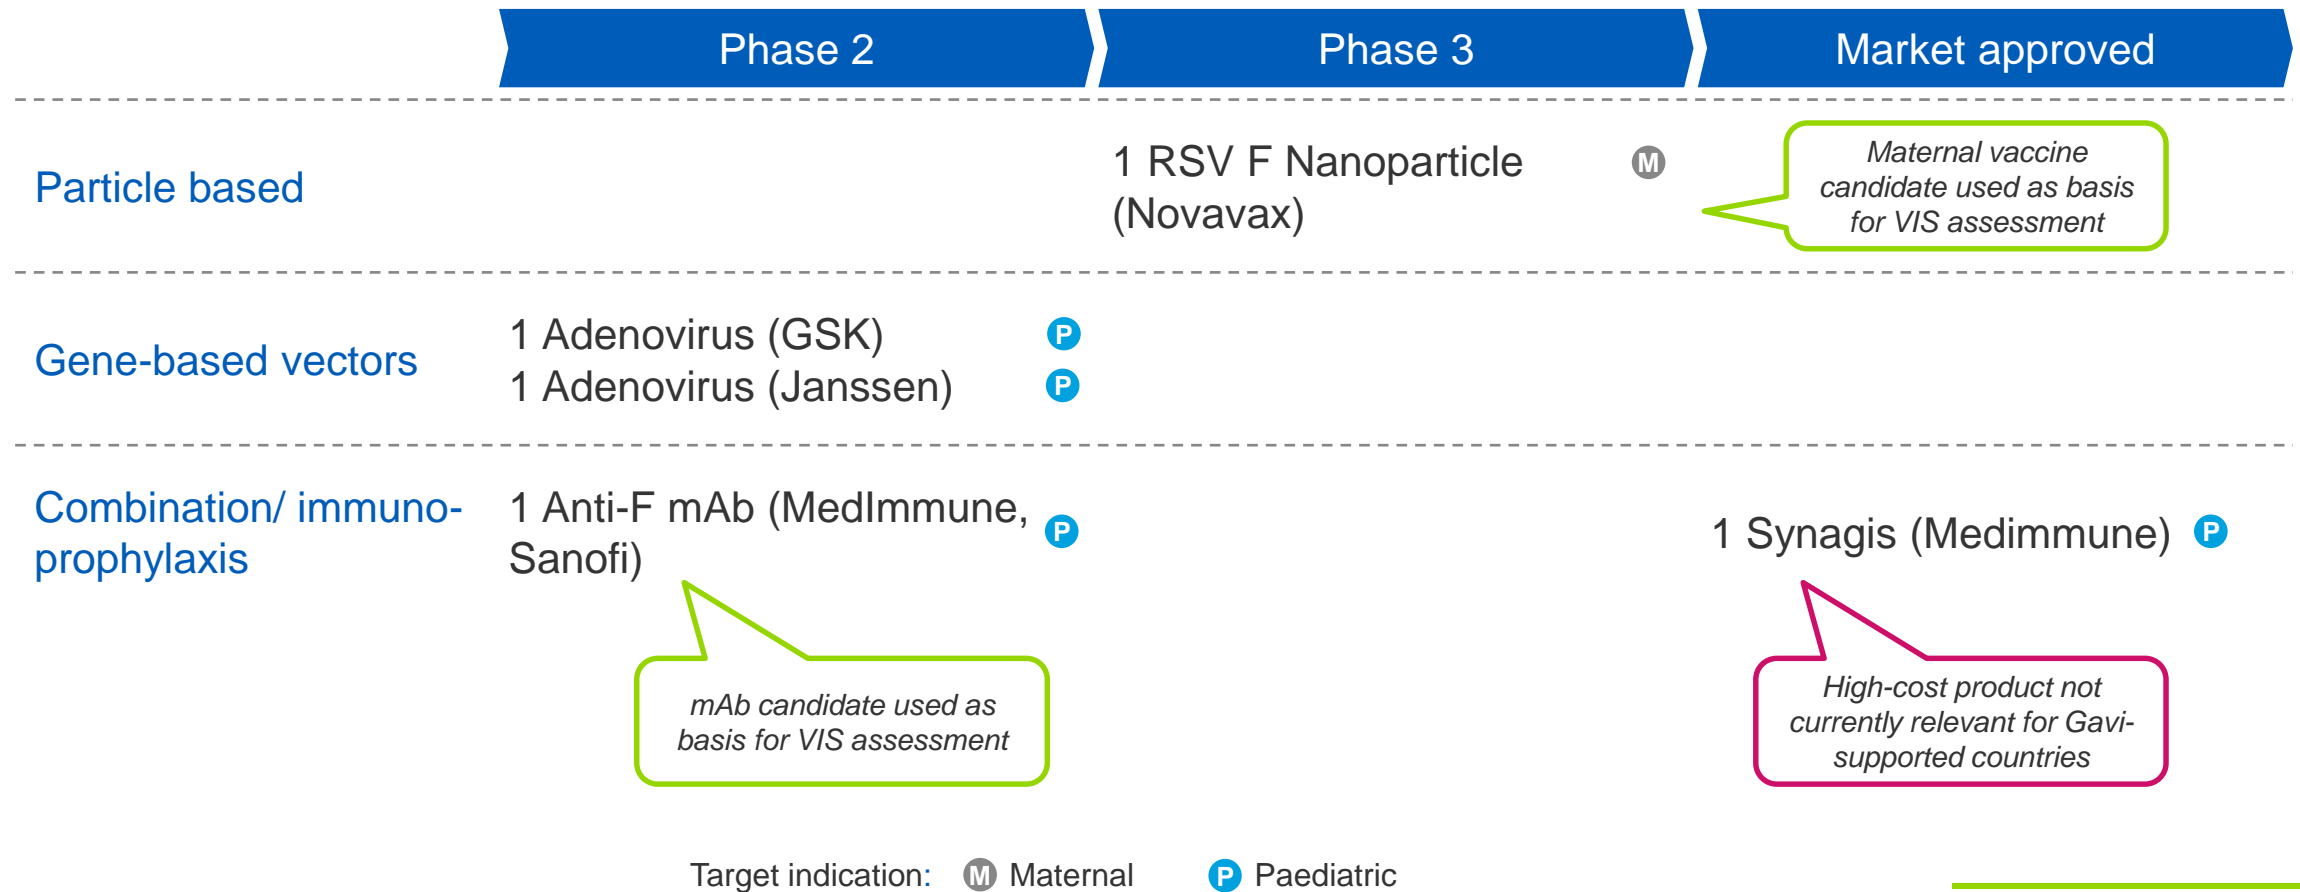 Phase 2
Phase 3
Market approved
Particle based
1 RSV F Nanoparticle
(Novavax)
M
Maternal vaccine
candidate used as basis
for VIS assessment
Gene-based vectors
1 Adenovirus (GSK)
P
1 Adenovirus (Janssen)
P
Combination/ immuno-
prophylaxis
1 Anti-F mAb (MedImmune,
Sanofi)
P
1 Synagis (Medimmune)
P
mAb candidate used as
basis for VIS assessment
High-cost product not
currently relevant for Gavi-
supported countries
Target indication: M Maternal P Paediatric